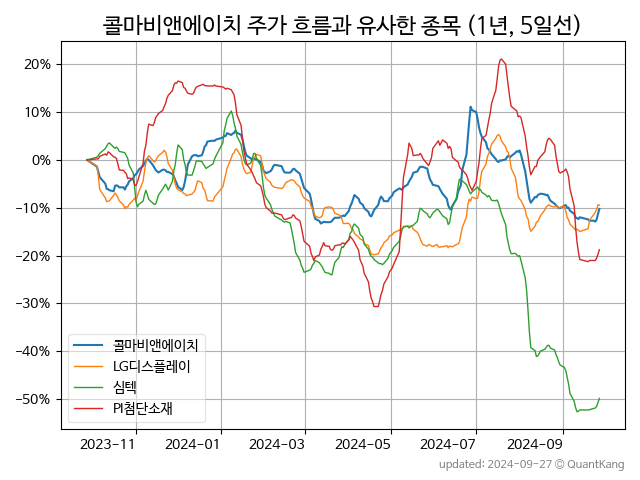 콜마비앤에이치 주가 흐름과 유사한 종목 (1년, 5일선)
20%
10%
0%
−10%
−20%
−30%
−40%
−50%
콜마비앤에이치
LG디스플레이
심텍
PI첨단소재
2023-11
2024-01
2024-03
2024-05
2024-07
2024-09
updated: 2024-09-27 © QuantKang